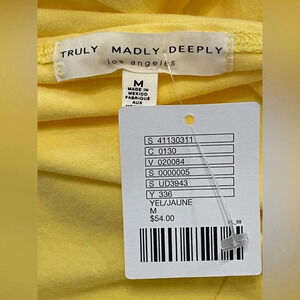 TRULY MADLY DEEPLY
los angeles
M
MADE IN
MEXICO
FABRIQUÉ
AUX
S 41130311
C 0130
V 020084
S 0000005
S UD3943
Y 336
YEL/JAUNE
M
$54.00